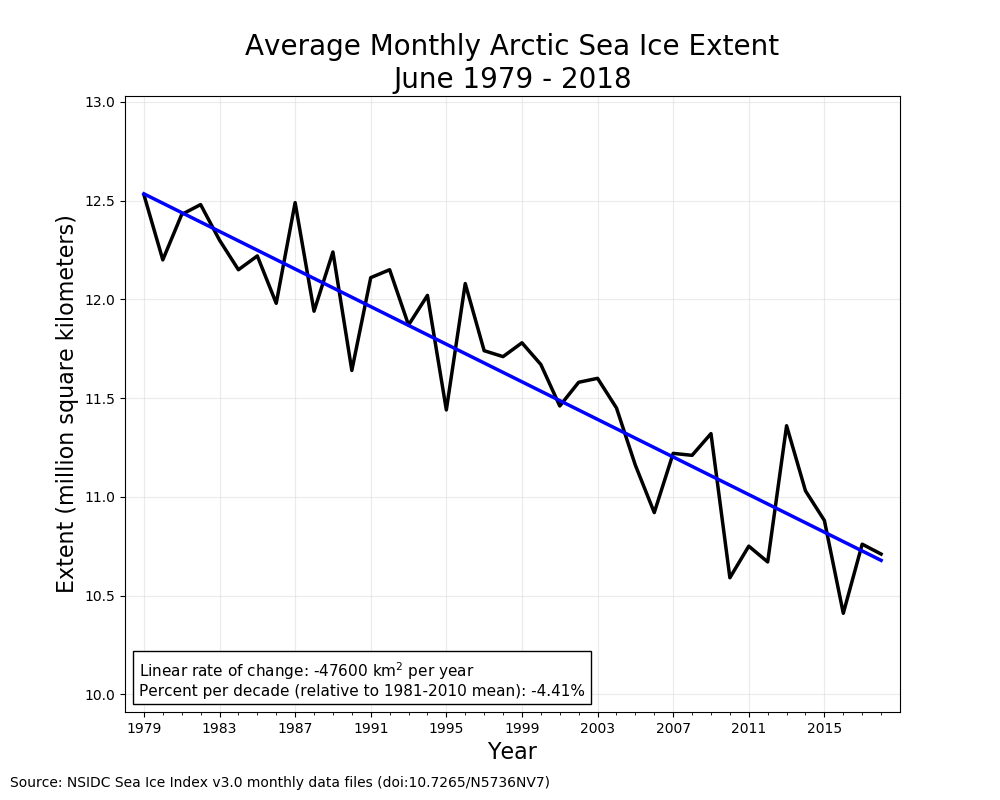 Average Monthly Arctic Sea Ice Extent
June 1979 - 2018
13.0
12.5
12.0
11.5
11.0
10.5
10.0
Extent (million square kilometers)
Linear rate of change: -47600 km² per year
Percent per decade (relative to 1981-2010 mean): -4.41%
1979 1983 1987 1991 1995 1999 2003 2007 2011 2015
Year
Source: NSIDC Sea Ice Index v3.0 monthly data files (doi:10.7265/N5736NV7)